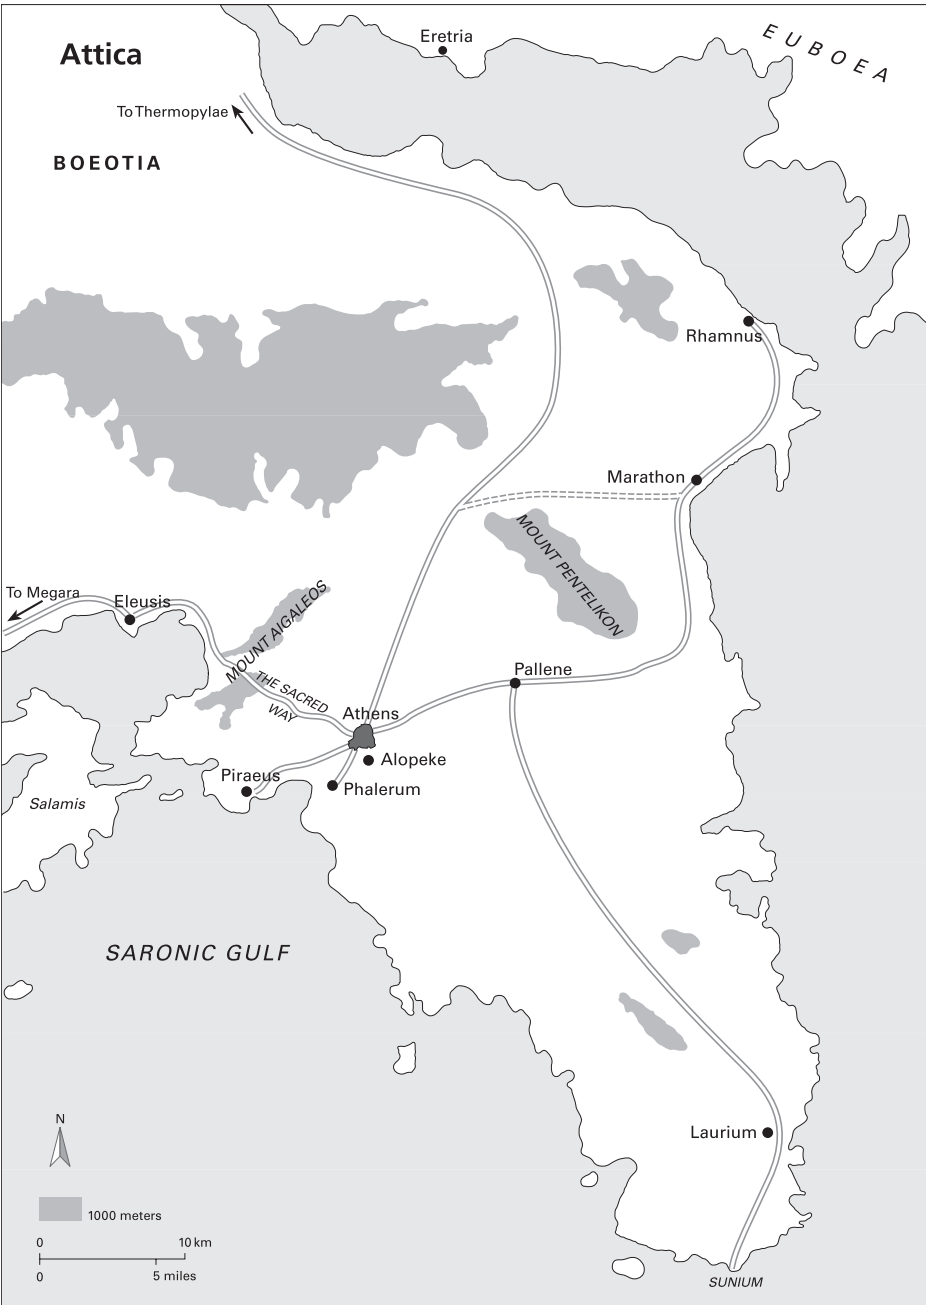 Attica
Eretria
EUBOEA
To Thermopylae
BOEOTIA
Rhamnus
Marathon
MOUNT PENTELIKON
To Megara
Eleusis
MOUNT AIGALEOS
THE SACRED
WAY
Pallene
Athens
Alopeke
Piraeus
Phalerum
Salamis
SARONIC GULF
Laurium
N
1000 meters
0 10 km
0 5 miles
SUNIUM